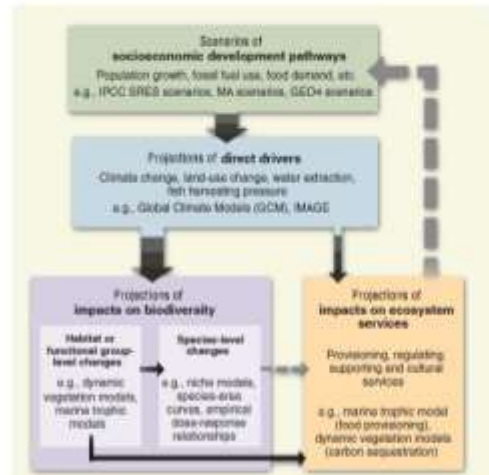 Scenarios of
socioeconomic development pathways
Population growth, fossil fuel use, food demand, etc.
e.g., IPCC SRES scenarios, MA scenarios, GEO4 scenarios
Projections of direct drivers
Climate change, land-use change, water extraction,
fish harvesting pressure
e.g., Global Climate Models (GCM), IMAGE
Projections of
impacts on biodiversity
Habitat or
functional group-
level changes
e.g., dynamic
vegetation models,
marine trophic
models
Species-level
changes
e.g., niche models,
species-area
curves, empirical
dose-response
relationships
Projections of
impacts on ecosystem
services
Provisioning, regulating
supporting and cultural
services
e.g., marine trophic model
(food provisioning),
dynamic vegetation models
(carbon sequestration)